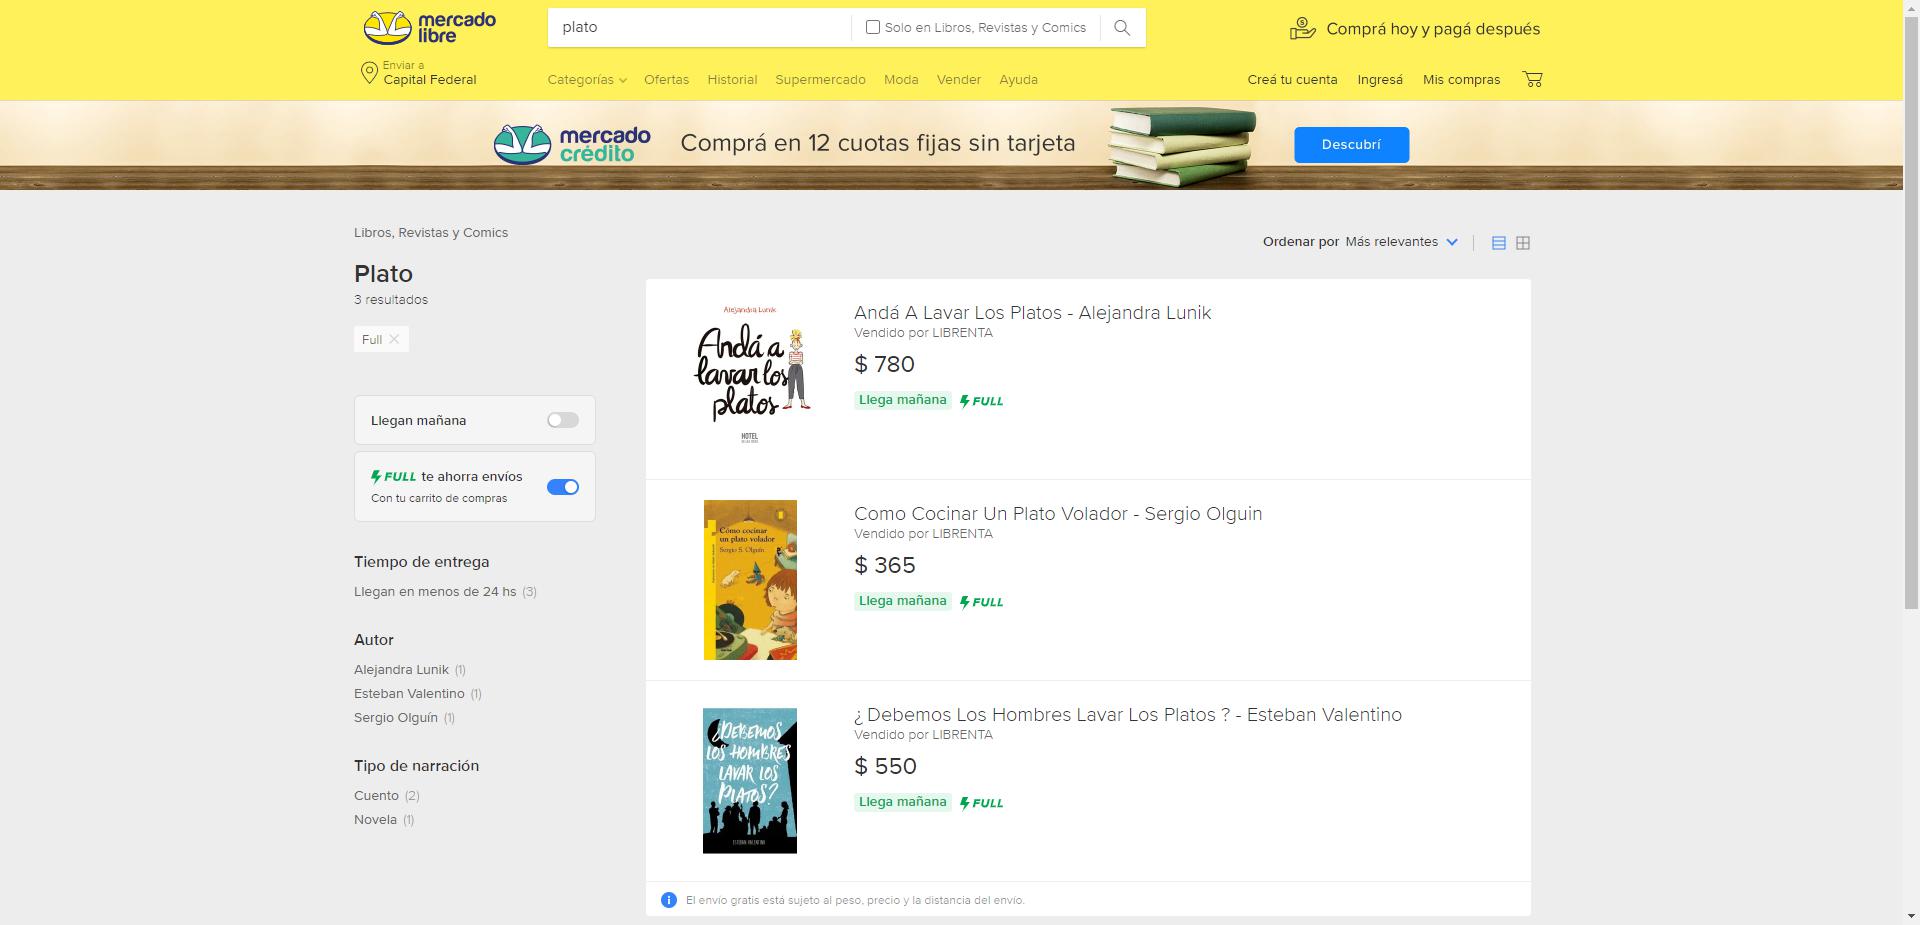 mercado
libre
plato
Solo en Libros, Revistas y Comics
Comprá hoy y pagá después
Enviar a
Capital Federal
Categorías
Ofertas
Historial
Supermercado
Moda
Vender
Ayuda
Creá tu cuenta
Ingresá
Mis compras
mercado
crédito
Comprá en 12 cuotas fijas sin tarjeta
Descubrí
Libros, Revistas y Comics
Plato
3 resultados
Full
Llegan mañana
FULL te ahorra envíos
Con tu carrito de compras
Tiempo de entrega
Llegan en menos de 24 hs (3)
Autor
Alejandra Lunik (1)
Esteban Valentino (1)
Sergio Olguín (1)
Tipo de narración
Cuento (2)
Novela (1)
Ordenar por Más relevantes
Alejandra Lunik
Andá a
lavar los
platos
HOTEL
Andá A Lavar Los Platos - Alejandra Lunik
Vendido por LIBRENTA
$ 780
Llega mañana FULL
Cómo cocinar
un plato volador
Sergio S. Olguín
Como Cocinar Un Plato Volador - Sergio Olguin
Vendido por LIBRENTA
$ 365
Llega mañana FULL
¿DEBEMOS
LOS HOMBRES
LAVAR LOS
PLATOS?
ESTEBAN VALENTINO
¿ Debemos Los Hombres Lavar Los Platos ? - Esteban Valentino
Vendido por LIBRENTA
$ 550
Llega mañana FULL
El envío gratis está sujeto al peso, precio y la distancia del envío.